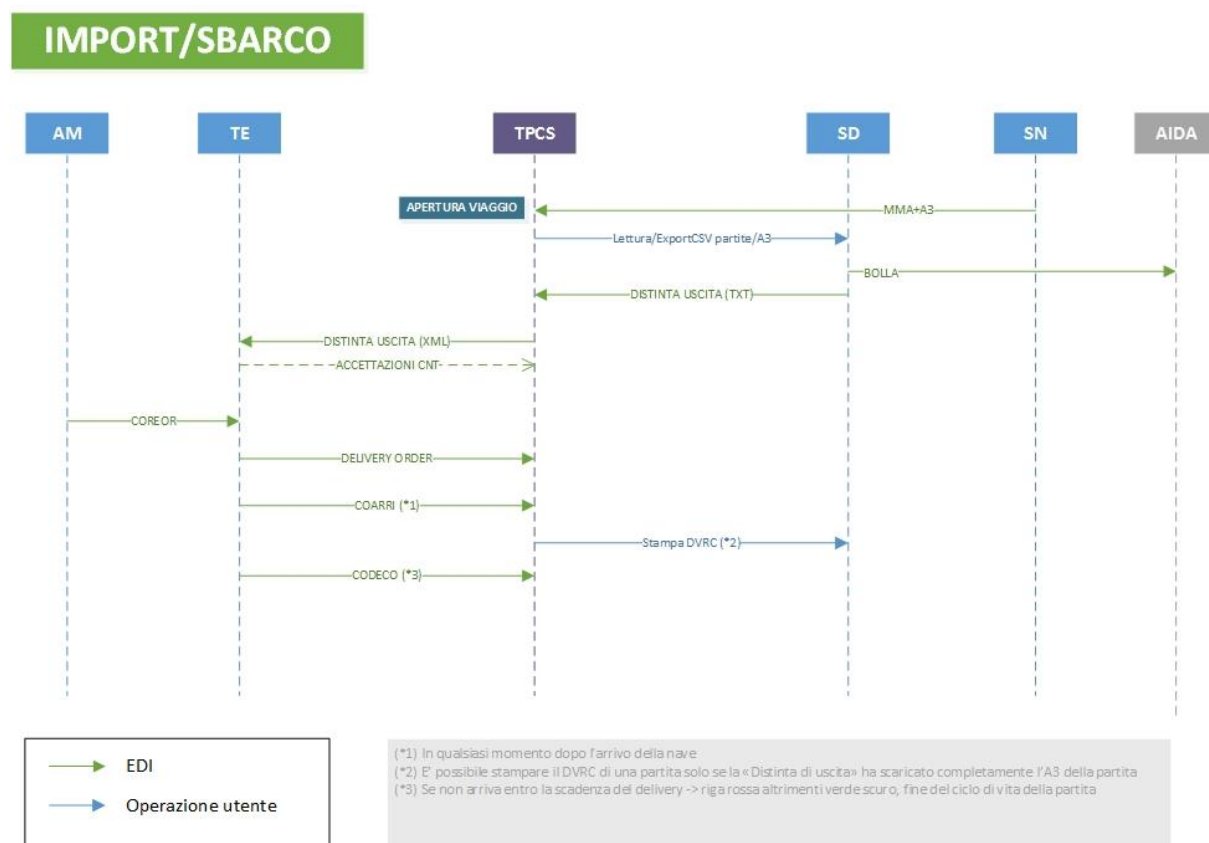 IMPORT/SBARCO
AM TE TPCS SD SN AIDA
APERTURA VIAGGIO
MMA+A3
Lettura/ExportCSV partite/A3
BOLLA
DISTINTA USCITA (TXT)
DISTINTA USCITA (XML)
ACCETTAZIONI CNT
COREOR
DELIVERY ORDER
COARRI (*1)
Stampa DVRC (*2)
CODECO (*3)
EDI
Operazione utente
(*1) In qualsiasi momento dopo l'arrivo della nave
(*2) E' possibile stampare il DVRC di una partita solo se la «Distinta di uscita» ha scaricato completamente l'A3 della partita
(*3) Se non arriva entro la scadenza del delivery -> riga rossa altrimenti verde scuro, fine del ciclo di vita della partita